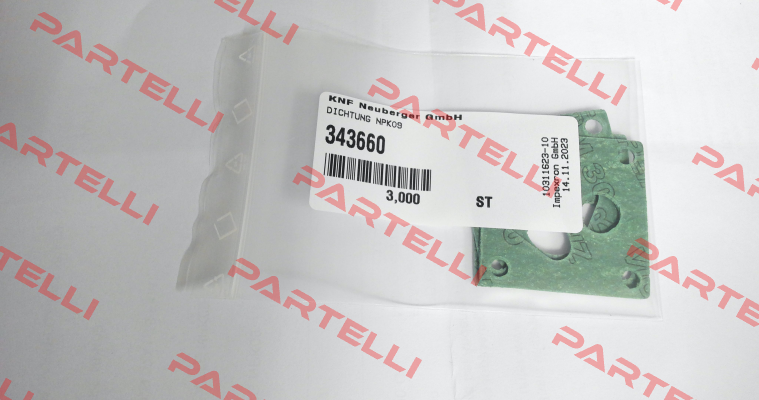 KNF Neuberger GmbH
DICHTUNG NPK09
343660
3,000
ST
10311623-10
Impexron GmbH
14.11.2023
PARTELLI
PARTELLI
PARTELLI
PARTELLI
PARTELLI
PARTELLI
PARTELLI
PARTELLI